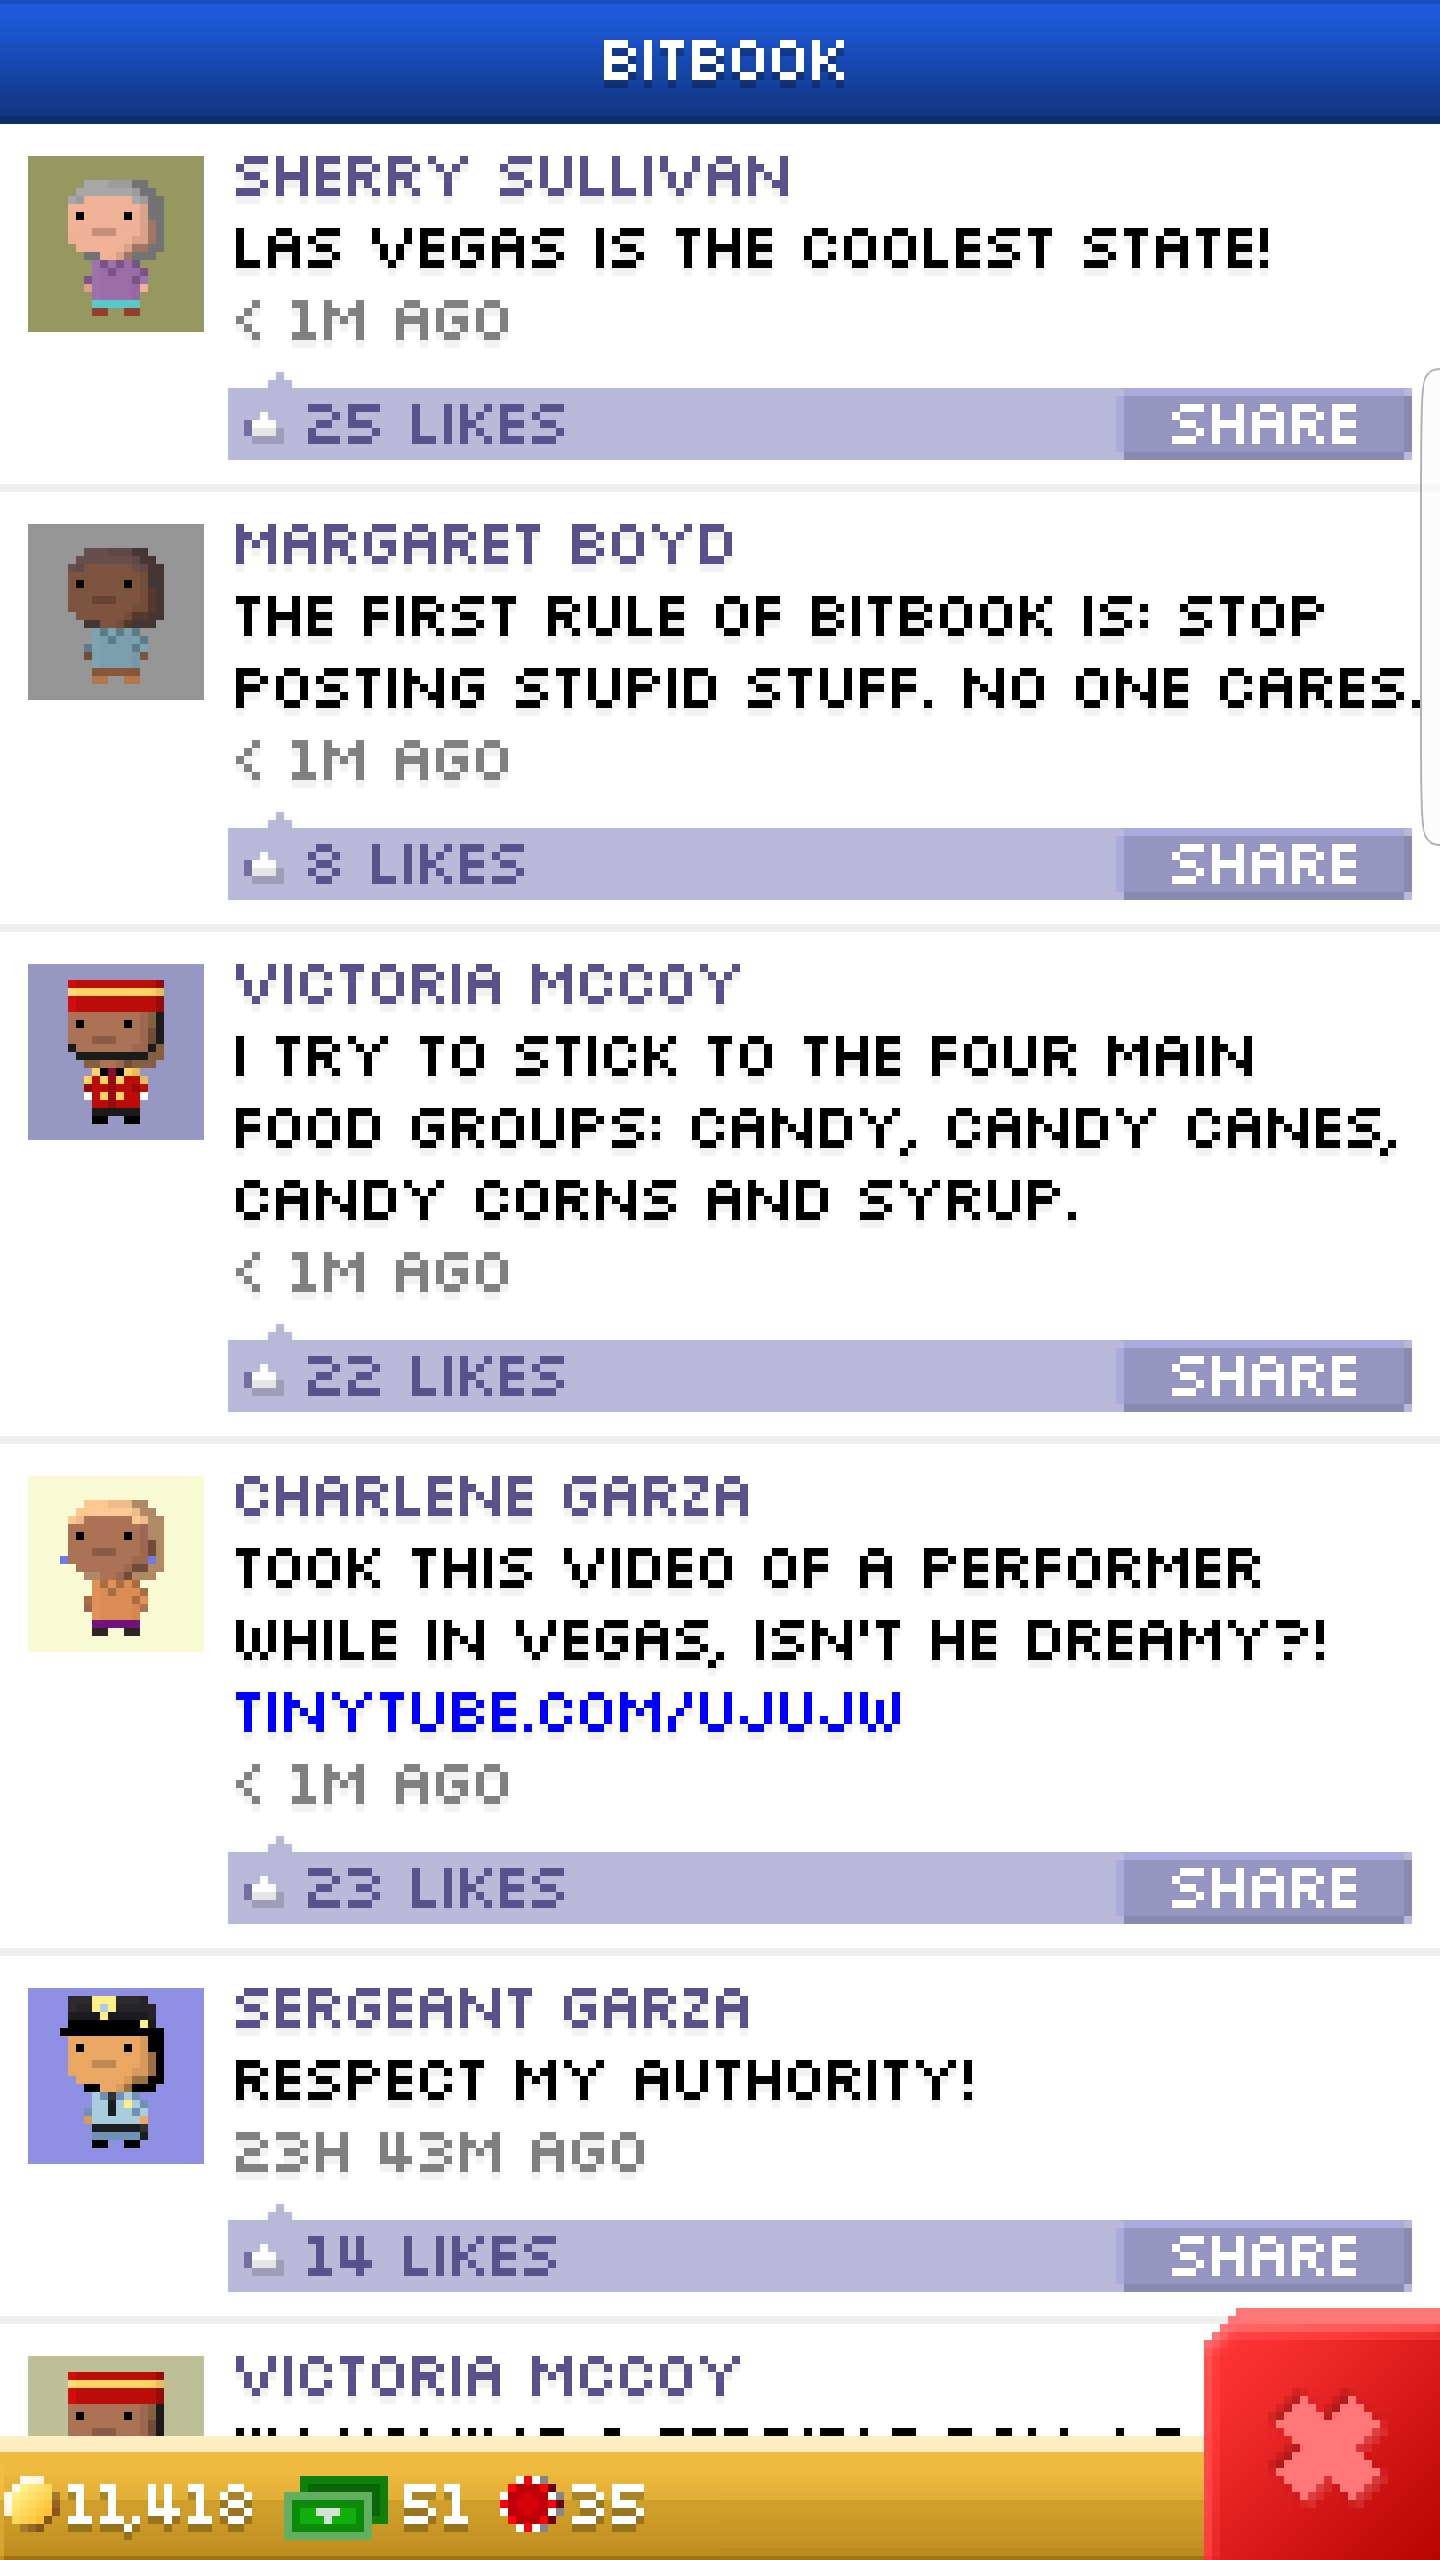 BITBOOK
SHERRY SULLIVAN
LAS VEGAS IS THE COOLEST STATE!
< 1M AGO
25 LIKES
SHARE
MARGARET BOYD
THE FIRST RULE OF BITBOOK IS: STOP
POSTING STUPID STUFF. NO ONE CARES.
< 1M AGO
8 LIKES
SHARE
VICTORIA MCCOY
I TRY TO STICK TO THE FOUR MAIN
FOOD GROUPS: CANDY, CANDY CANES,
CANDY CORNS AND SYRUP.
< 1M AGO
22 LIKES
SHARE
CHARLENE GARZA
TOOK THIS VIDEO OF A PERFORMER
WHILE IN VEGAS, ISN'T HE DREAMY?!
TINYTUBE.COM/UJUJW
< 1M AGO
23 LIKES
SHARE
SERGEANT GARZA
RESPECT MY AUTHORITY!
23H 43M AGO
14 LIKES
SHARE
VICTORIA MCCOY
11,418 51 35